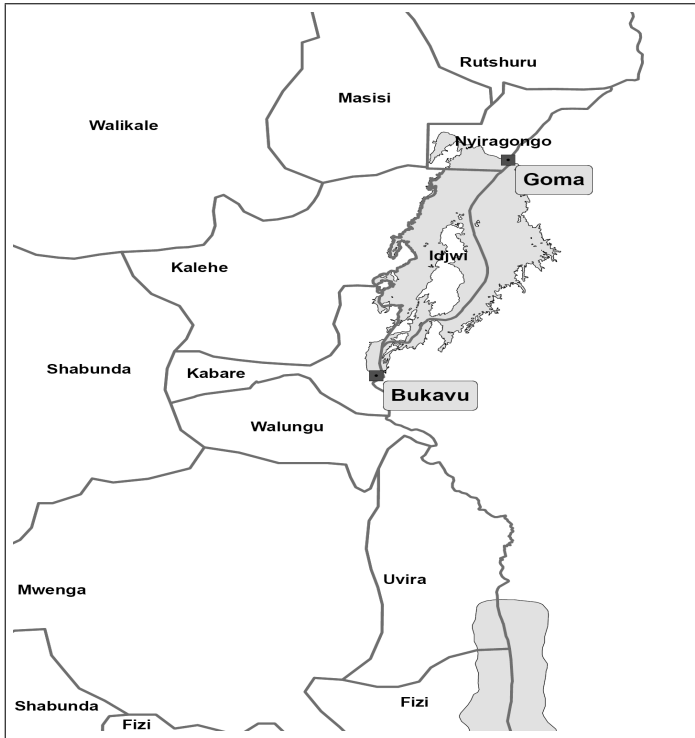 Rutshuru
Masisi
Walikale
Nyiragongo
Goma
Idjwi
Kalehe
Shabunda
Kabare
Bukavu
Walungu
Uvira
Mwenga
Shabunda
Fizi
Fizi